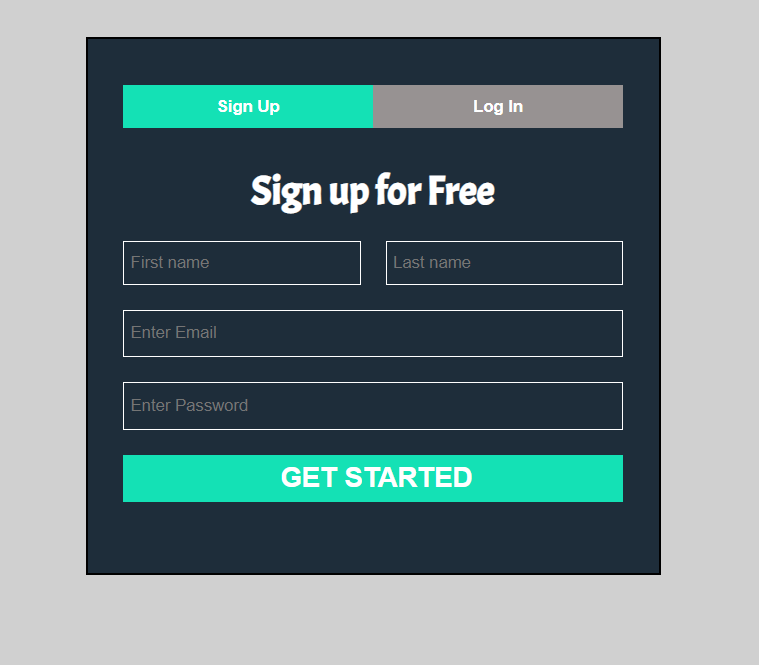 Sign Up Log In
Sign up for Free
First name Last name
Enter Email
Enter Password
GET STARTED